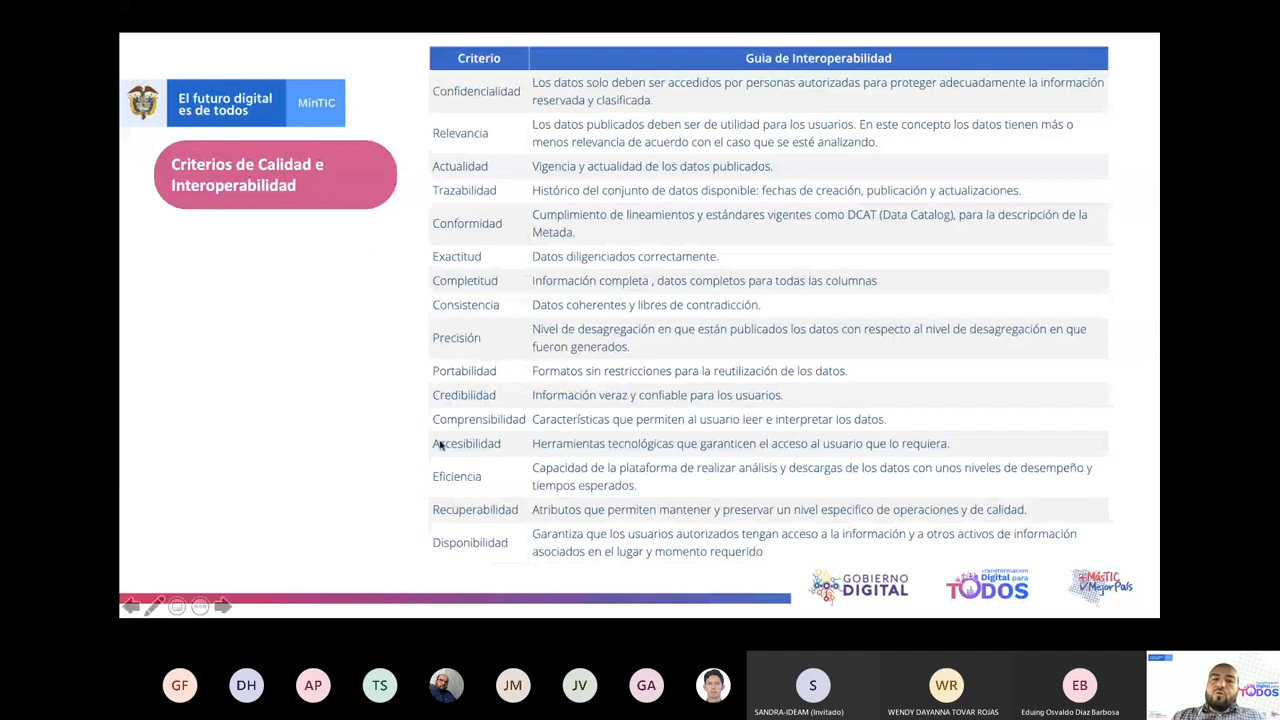 El futuro digital
es de todos
MinTIC
Criterios de Calidad e
Interoperabilidad
Criterio Guia de Interoperabilidad
Confidencialidad Los datos solo deben ser accedidos por personas autorizadas para proteger adecuadamente la información
reservada y clasificada.
Relevancia Los datos publicados deben ser de utilidad para los usuarios. En este concepto los datos tienen más o
menos relevancia de acuerdo con el caso que se esté analizando.
Actualidad Vigencia y actualidad de los datos publicados.
Trazabilidad Histórico del conjunto de datos disponible: fechas de creación, publicación y actualizaciones.
Conformidad Cumplimiento de lineamientos y estándares vigentes como DCAT (Data Catalog), para la descripción de la
Metada.
Exactitud Datos diligenciados correctamente.
Completitud Información completa , datos completos para todas las columnas
Consistencia Datos coherentes y libres de contradicción.
Precisión Nivel de desagregación en que están publicados los datos con respecto al nivel de desagregación en que
fueron generados.
Portabilidad Formatos sin restricciones para la reutilización de los datos.
Credibilidad Información veraz y confiable para los usuarios.
Comprensibilidad Características que permiten al usuario leer e interpretar los datos.
Accesibilidad Herramientas tecnológicas que garanticen el acceso al usuario que lo requiera.
Eficiencia Capacidad de la plataforma de realizar análisis y descargas de los datos con unos niveles de desempeño y
tiempos esperados.
Recuperabilidad Atributos que permiten mantener y preservar un nivel especifico de operaciones y de calidad.
Disponibilidad Garantiza que los usuarios autorizados tengan acceso a la información y a otros activos de información
asociados en el lugar y momento requerido
GOBIERNO
DIGITAL
Transformación
Digital para
TODOS
#MásTIC
MejorPaís
GF DH AP TS JM JV GA S WR EB
SANDRA-IDEAM (Invitado) WENDY DAYANNA TOVAR ROJAS Eduing Osvaldo Diaz Barbosa